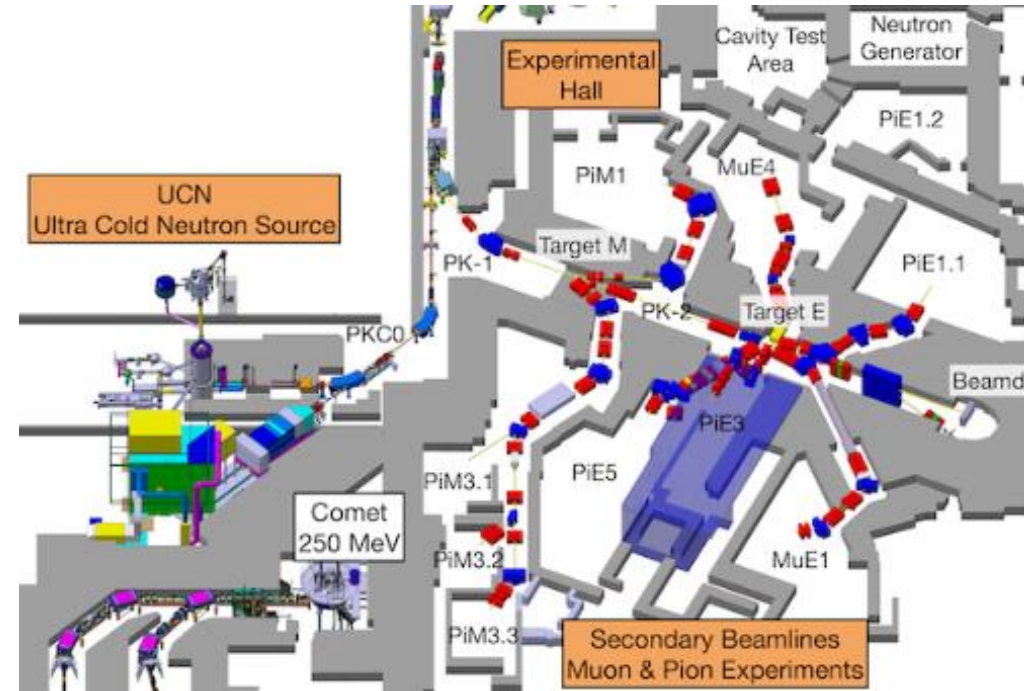 Experimental
Hall
Cavity Test
Area
Neutron
Generator
PiE1.2
PiM1
MuE4
UCN
Ultra Cold Neutron Source
Target M
PK-1
PiE1.1
PK-2
Target E
PKC0
Beamd
PiE3
PiM3.1
PiE5
Comet
250 MeV
PiM3.2
MuE1
PiM3.3
Secondary Beamlines
Muon & Pion Experiments